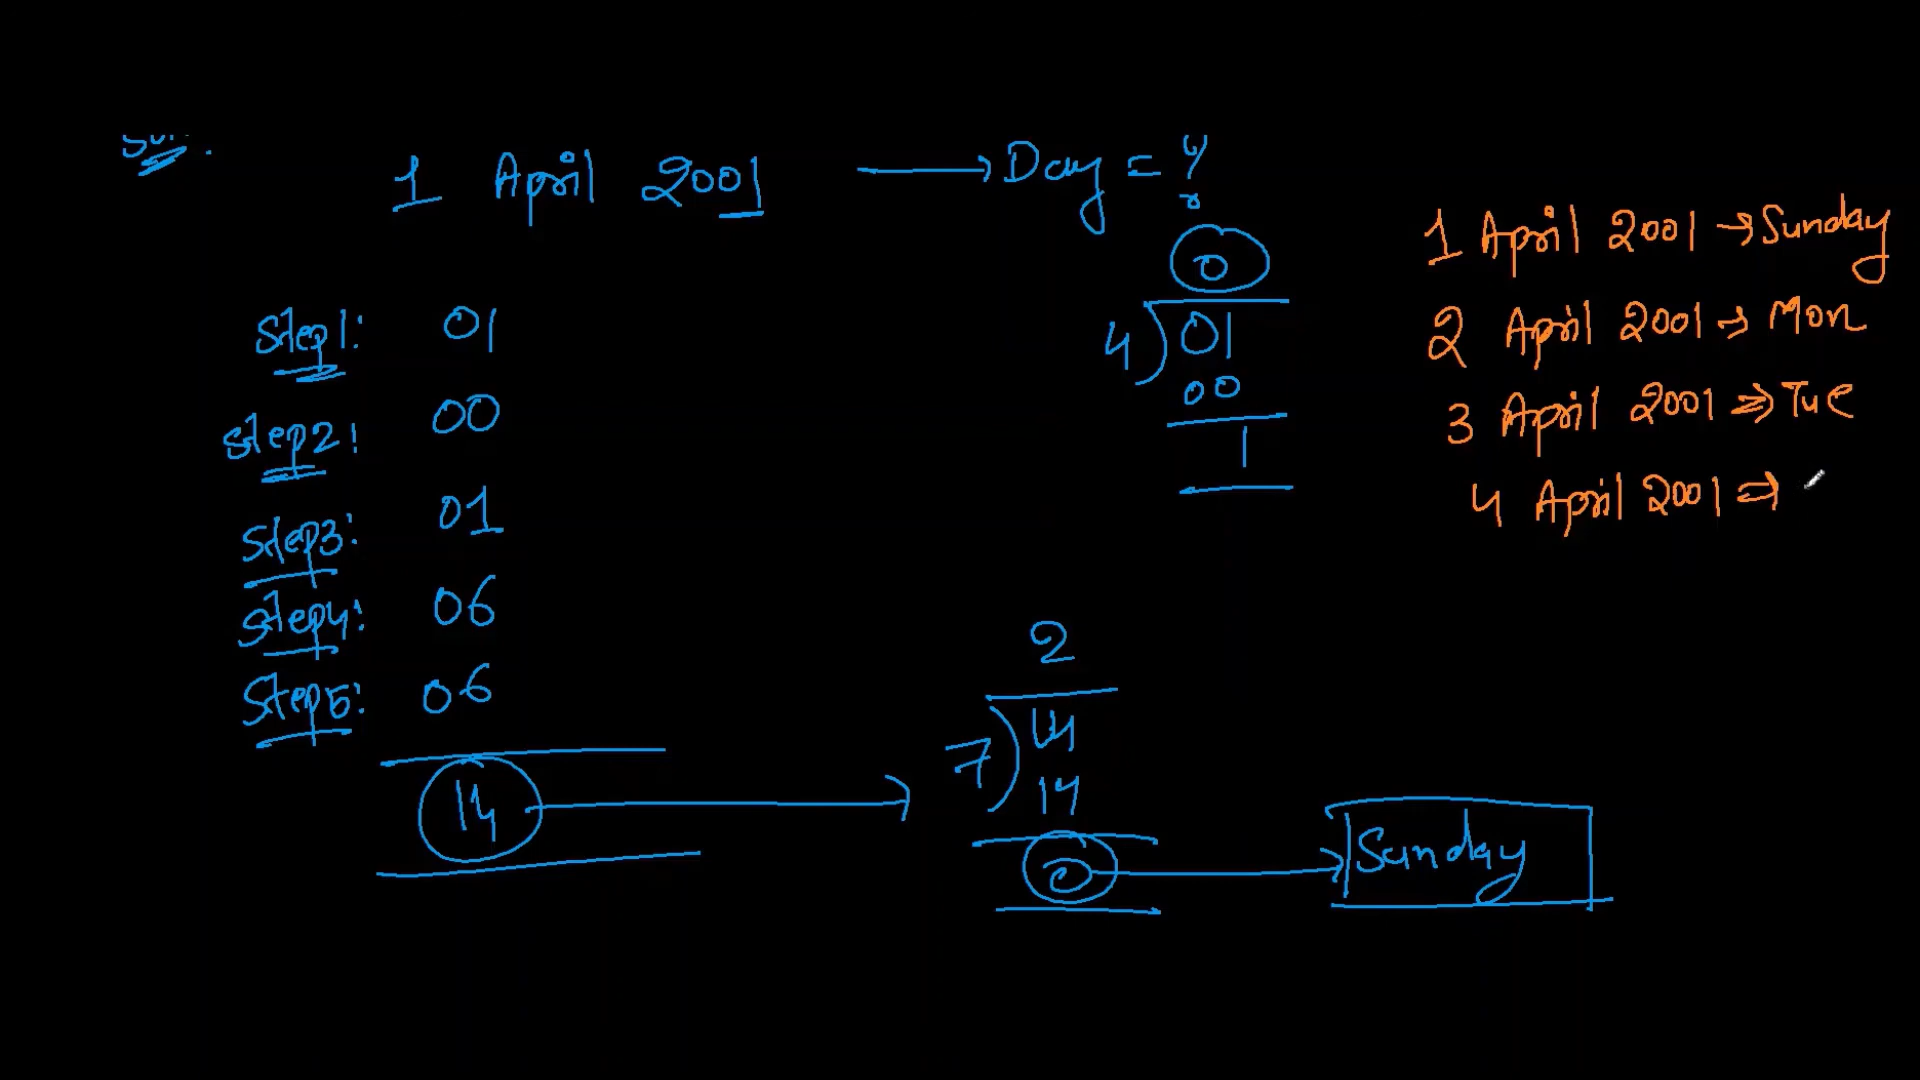 Soln.
1 April 2001 → Day = ?
Step1: 01
Step2: 00
Step3: 01
Step4: 06
Step5: 06
14
0
4)01
00
1
2
7)14
14
0 → Sunday
1 April 2001 → Sunday
2 April 2001 → Mon
3 April 2001 ⇒ Tue
4 April 2001 ⇒